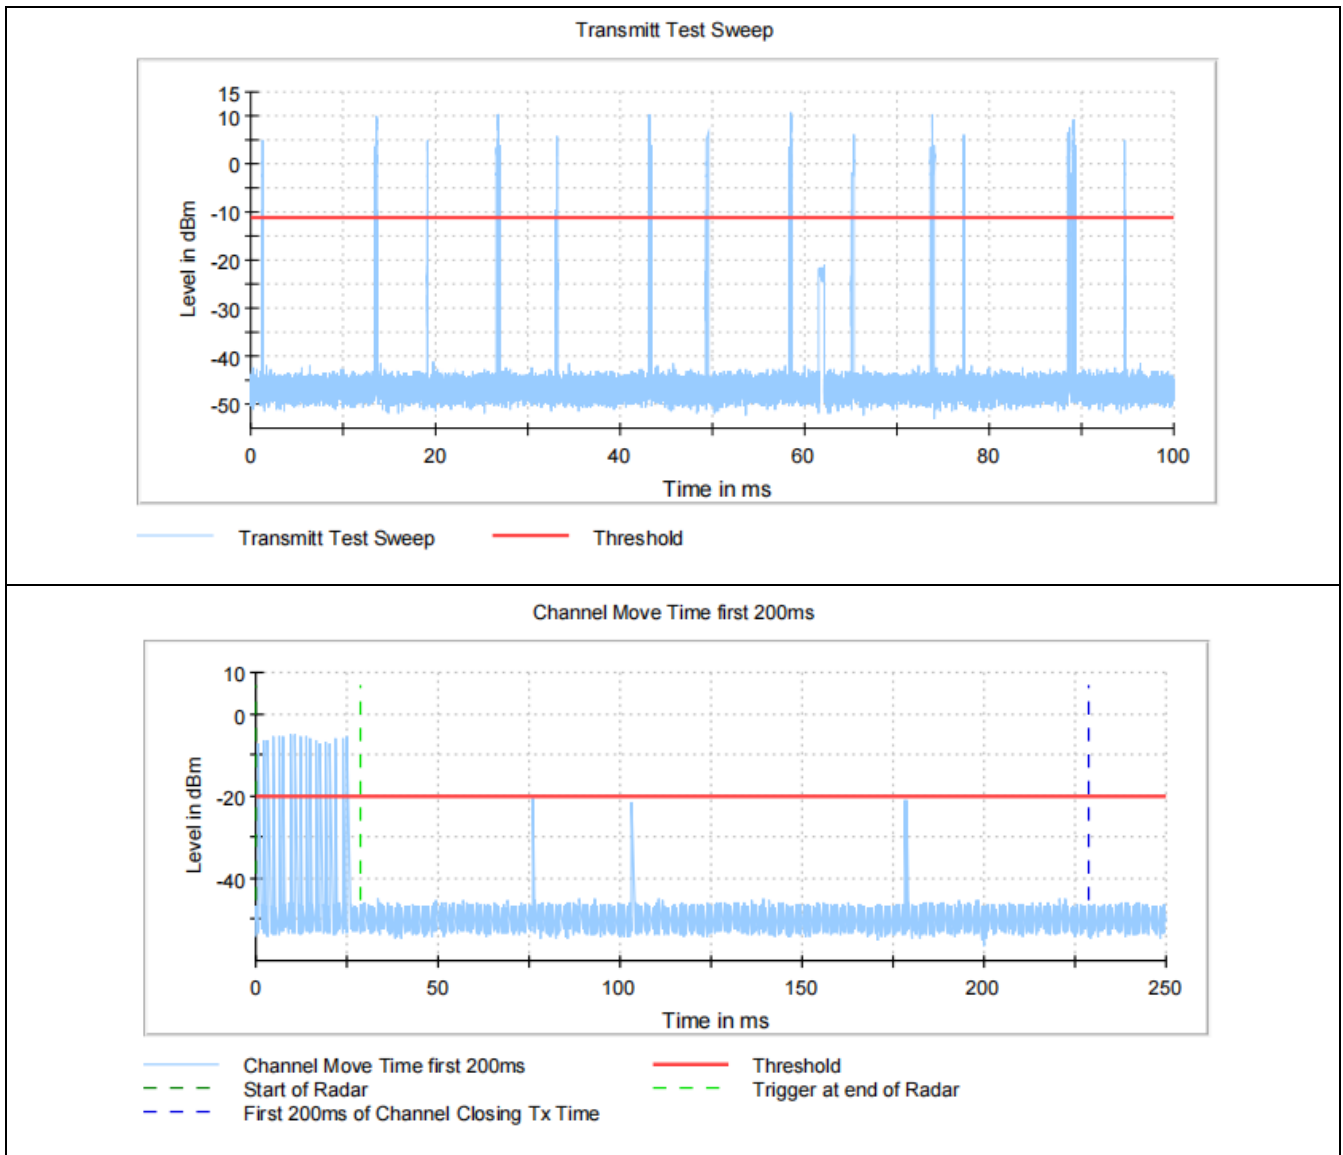 Transmitt Test Sweep
15
10
0
-10
-20
-30
-40
-50
Level in dBm
0 20 40 60 80 100
Time in ms
Transmitt Test Sweep Threshold
Channel Move Time first 200ms
10
0
-20
-40
Level in dBm
0 50 100 150 200 250
Time in ms
Channel Move Time first 200ms Threshold
Start of Radar Trigger at end of Radar
First 200ms of Channel Closing Tx Time